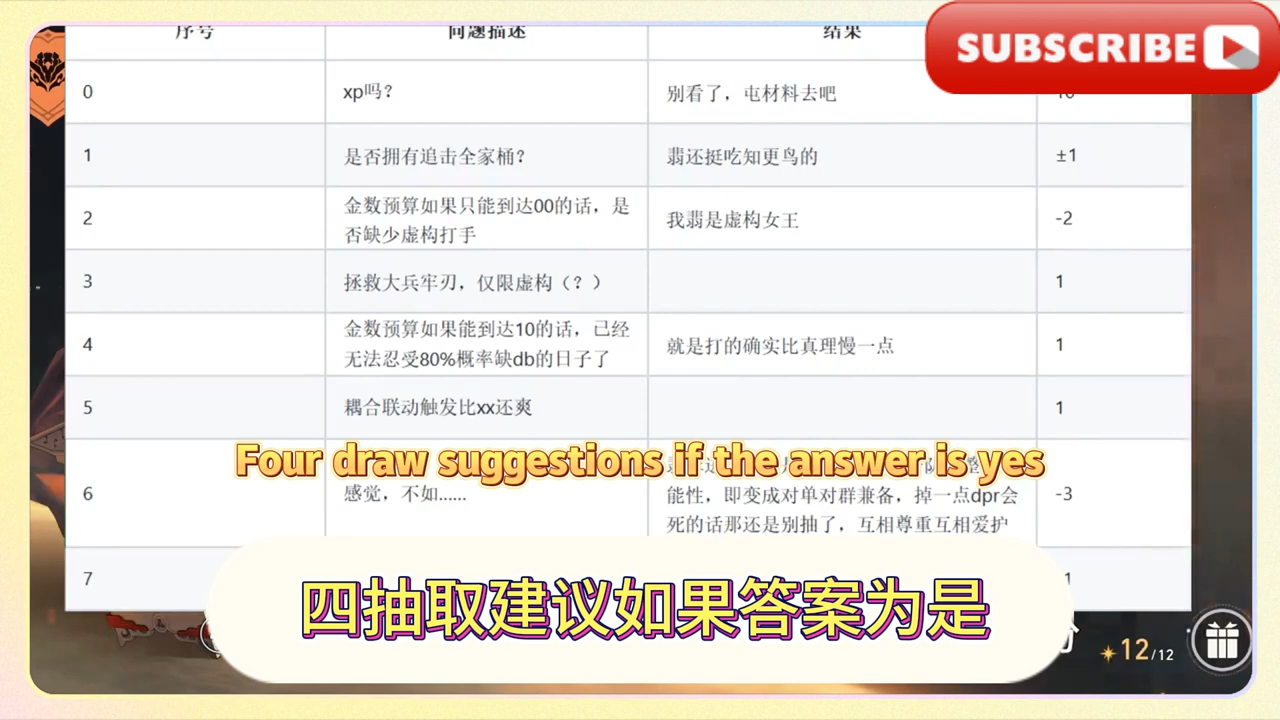 序号 问题描述 结果
SUBSCRIBE
0 xp吗? 别看了，屯材料去吧
1 是否拥有追击全家桶? 翡还挺吃知更鸟的 ±1
2 金数预算如果只能到达00的话，是
否缺少虚构打手 我翡是虚构女王 -2
3 拯救大兵牢刃，仅限虚构（? ） 1
4 金数预算如果能到达10的话，已经
无法忍受80%概率缺db的日子了 就是打的确实比真理慢一点 1
5 耦合联动触发比xx还爽 1
Four draw suggestions if the answer is yes
6 感觉，不如...... 能性，即变成对单对群兼备，掉一点dpr会
死的话那还是别抽了，互相尊重互相爱护 -3
7
四抽取建议如果答案为是
12/12